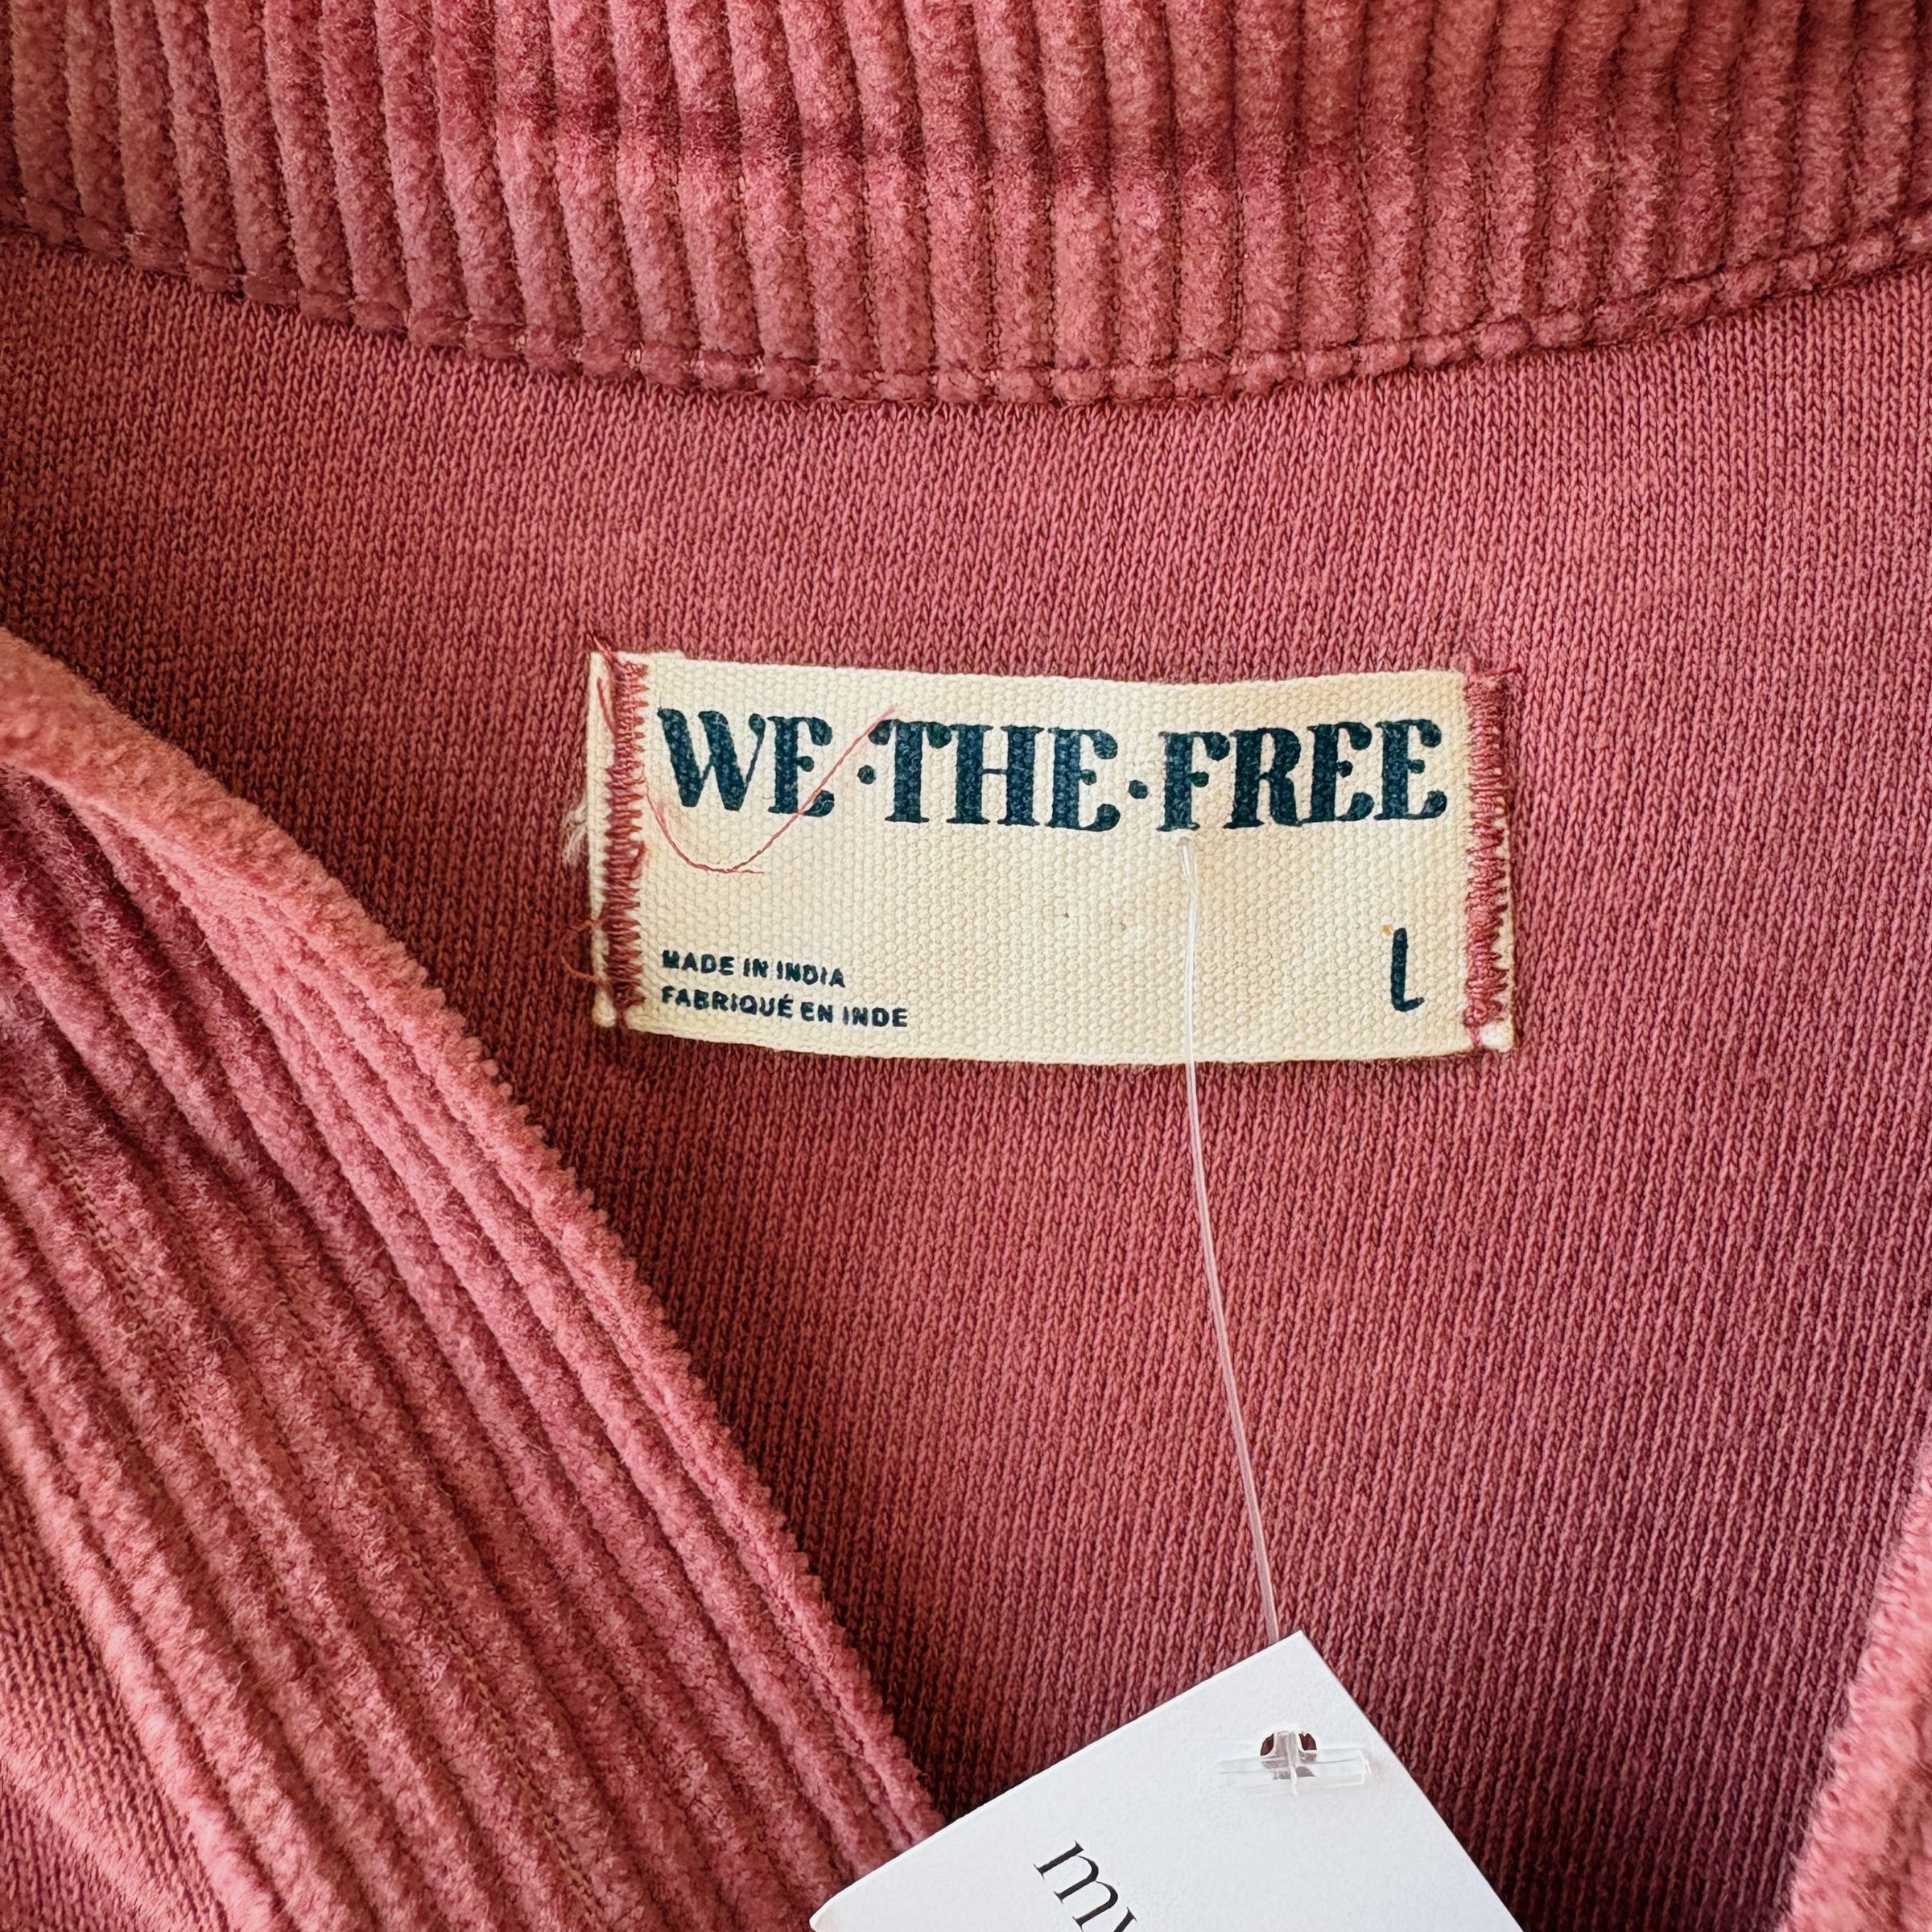 WE·THE·FREE
L
MADE IN INDIA
FABRIQUÉ EN INDE